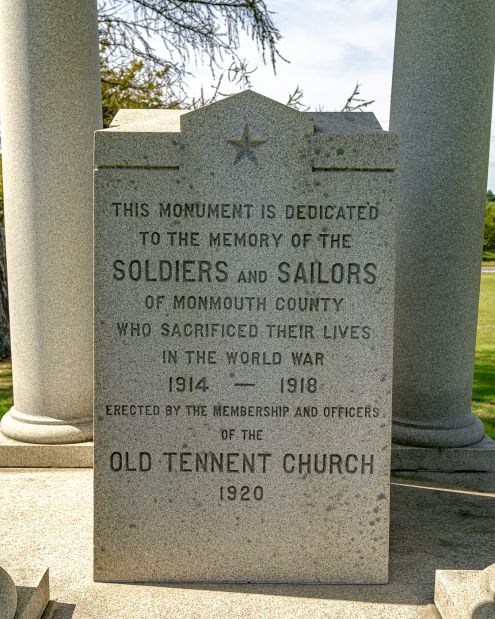 THIS MONUMENT IS DEDICATED
TO THE MEMORY OF THE
SOLDIERS AND SAILORS
OF MONMOUTH COUNTY
WHO SACRIFICED THEIR LIVES
IN THE WORLD WAR
1914 — 1918
ERECTED BY THE MEMBERSHIP AND OFFICERS
OF THE
OLD TENNENT CHURCH
1920